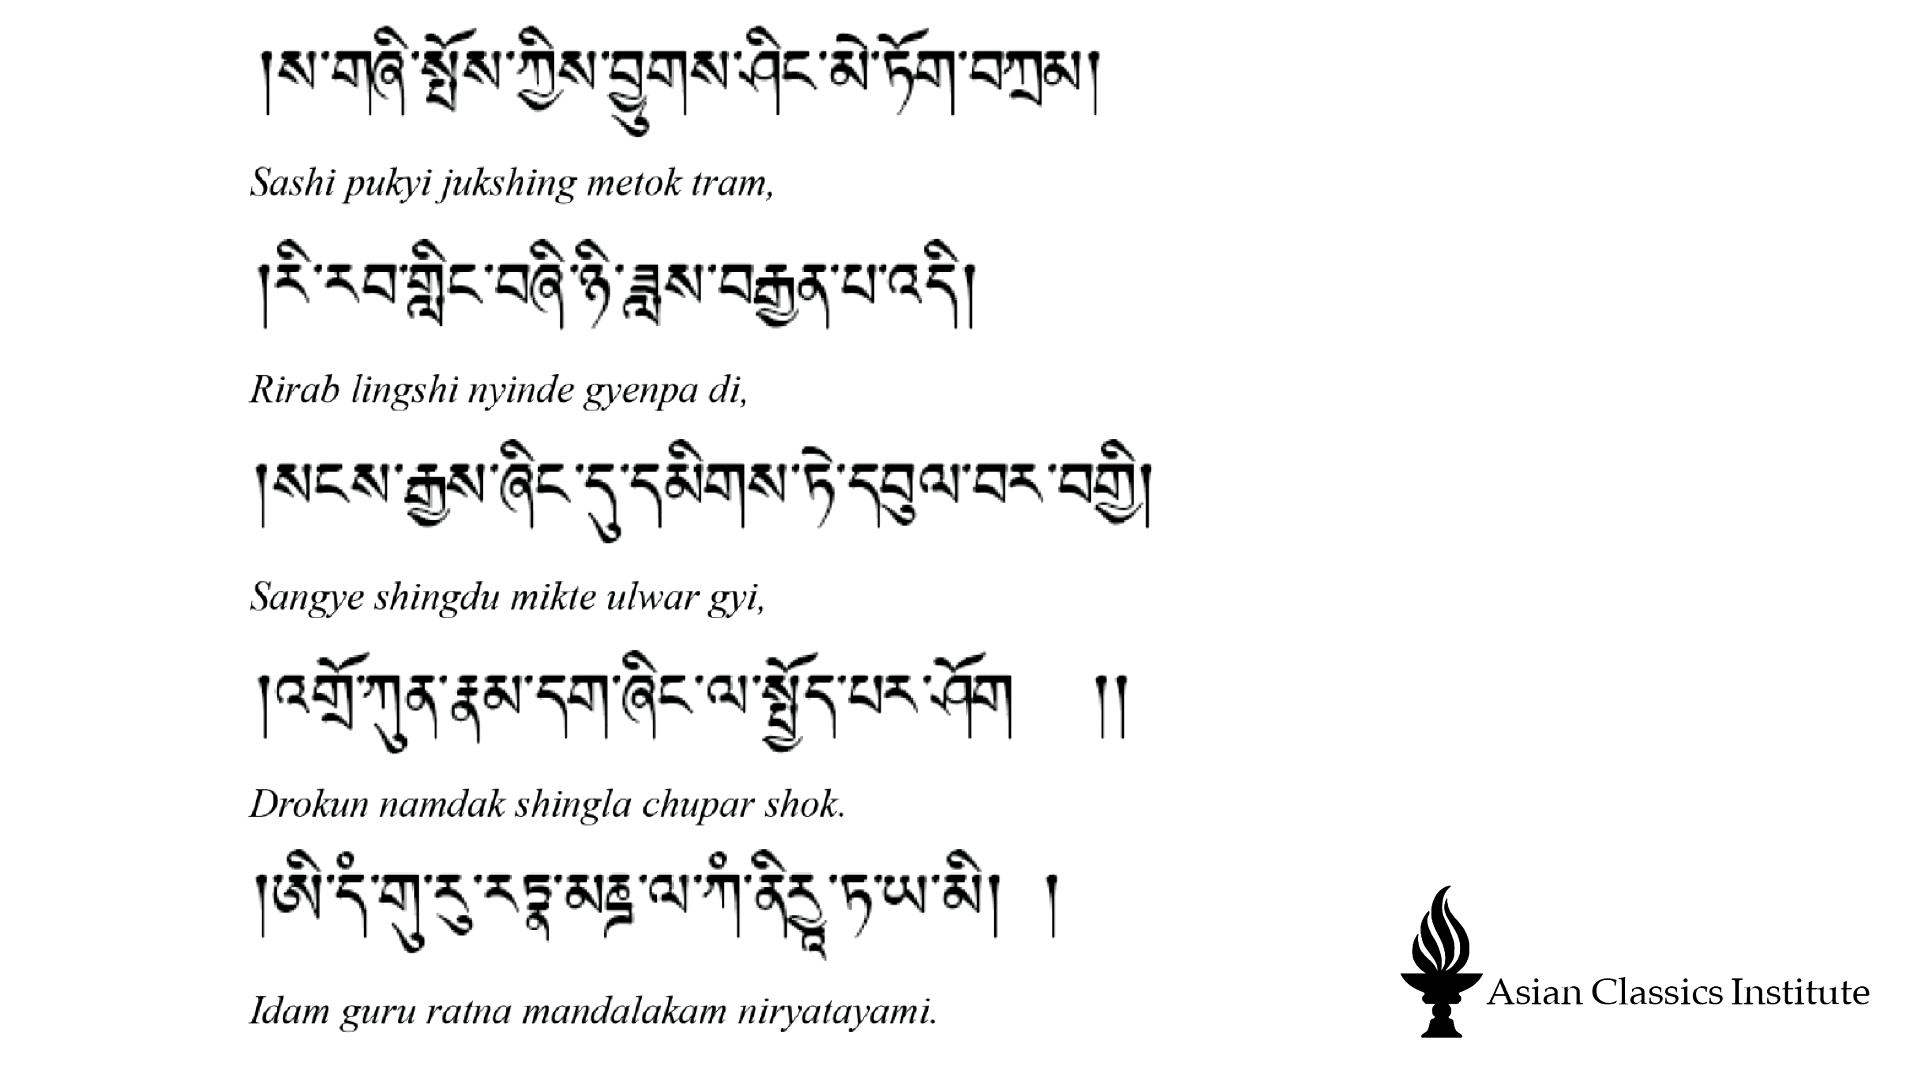 །ས་གཞི་སྤོས་ཀྱིས་བྱུགས་ཤིང་མེ་ཏོག་བཀྲམ།
Sashi pukyi jukshing metok tram,
།རི་རབ་གླིང་བཞི་ཉི་ཟླས་བརྒྱན་པ་འདི།
Rirab lingshi nyinde gyenpa di,
།སངས་རྒྱས་ཞིང་དུ་དམིགས་ཏེ་དབུལ་བར་བགྱི།
Sangye shingdu mikte ulwar gyi,
།འགྲོ་ཀུན་རྣམ་དག་ཞིང་ལ་སྤྱོད་པར་ཤོག །།
Drokun namdak shingla chupar shok.
།ཨི་དཾ་གུ་རུ་རཏྣ་མཎྜ་ལ་ཀཾ་ནིརྱཱ་ཏ་ཡ་མི། །
Idam guru ratna mandalakam niryatayami.
Asian Classics Institute